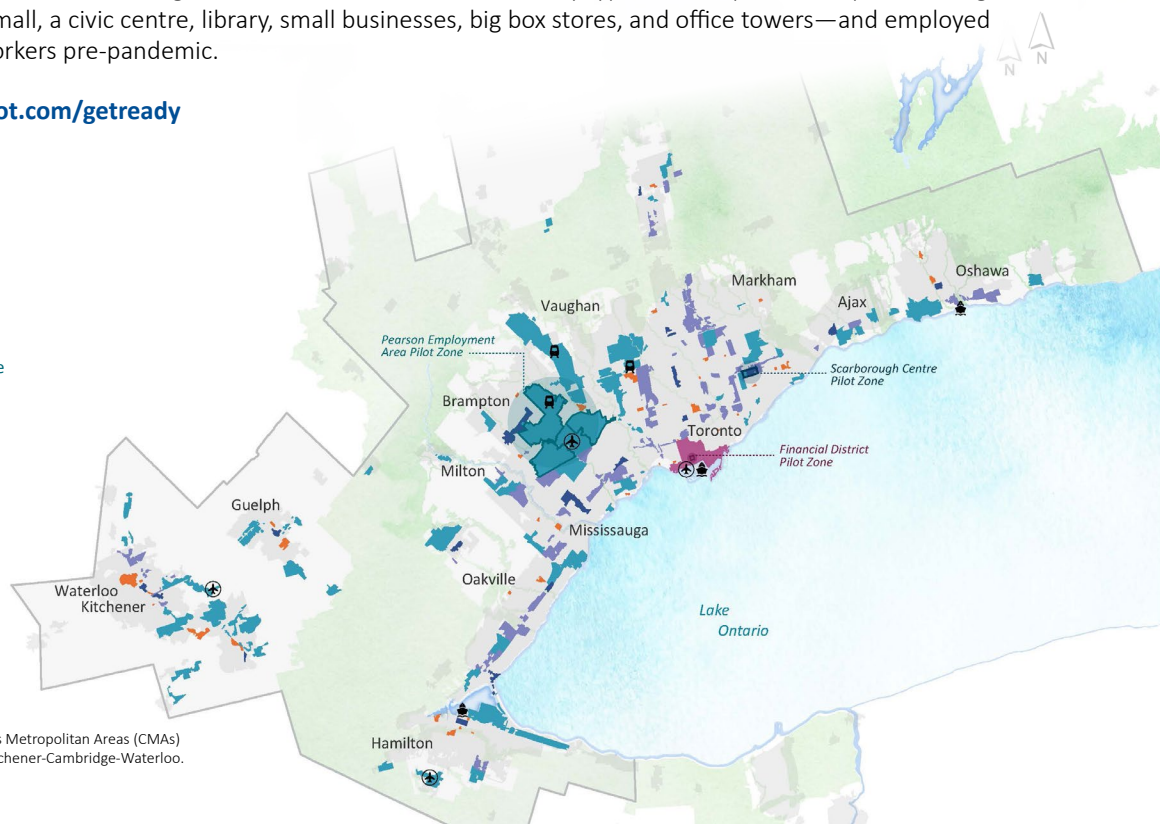 mall, a civic centre, library, small businesses, big box stores, and office towers—and employed
orkers pre-pandemic.
ot.com/getready
N
N
Oshawa
Markham
Ajax
Vaughan
Pearson Employment
Area Pilot Zone
e
Scarborough Centre
Pilot Zone
Brampton
Toronto
Financial District
Pilot Zone
Milton
Guelph
Mississauga
Oakville
Waterloo
Kitchener
Lake
Ontario
s Metropolitan Areas (CMAs)
chener-Cambridge-Waterloo.
Hamilton